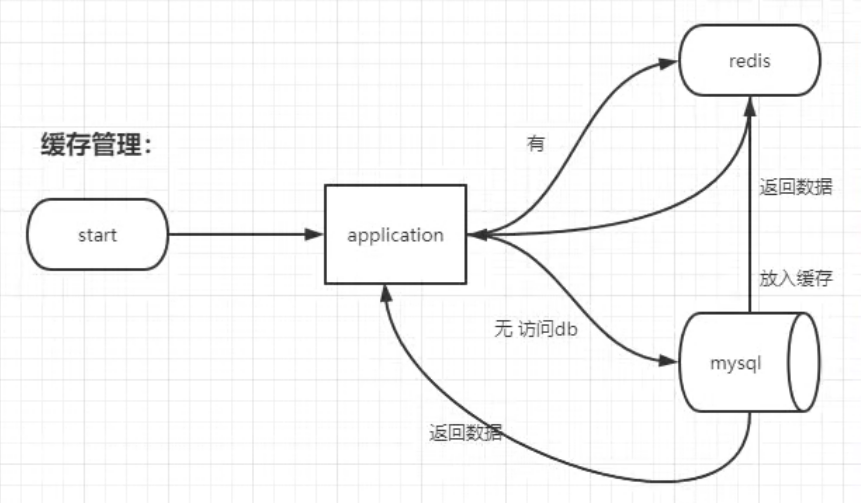 redis
缓存管理：
有
返回数据
start
application
放入缓存
无 访问db
mysql
返回数据